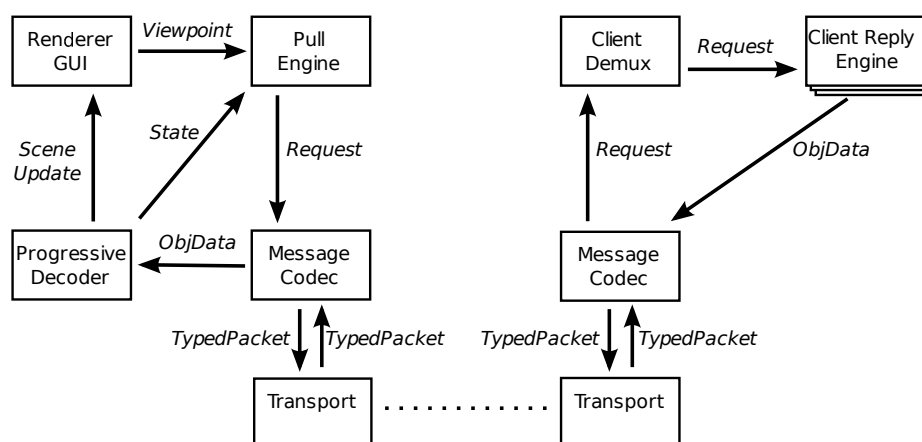 Renderer
GUI
Viewpoint
Pull
Engine
Client
Demux
Request
Client Reply
Engine
Scene
Update
State
Request
Request
ObjData
Progressive
Decoder
ObjData
Message
Codec
Message
Codec
TypedPacket
TypedPacket
TypedPacket
TypedPacket
Transport
Transport